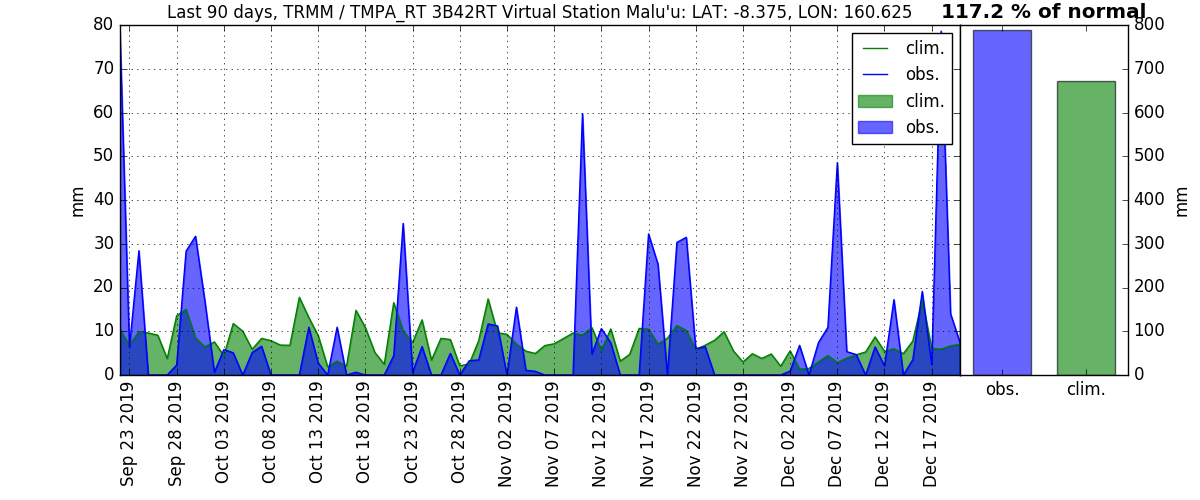 Last 90 days, TRMM / TMPA_RT 3B42RT Virtual Station Malu'u: LAT: -8.375, LON: 160.625
117.2 % of normal
mm
80
70
60
50
40
30
20
10
0
clim.
obs.
clim.
obs.
800
700
600
500
400
300
200
100
0
mm
Sep 23 2019
Sep 28 2019
Oct 03 2019
Oct 08 2019
Oct 13 2019
Oct 18 2019
Oct 23 2019
Oct 28 2019
Nov 02 2019
Nov 07 2019
Nov 12 2019
Nov 17 2019
Nov 22 2019
Nov 27 2019
Dec 02 2019
Dec 07 2019
Dec 12 2019
Dec 17 2019
obs.
clim.